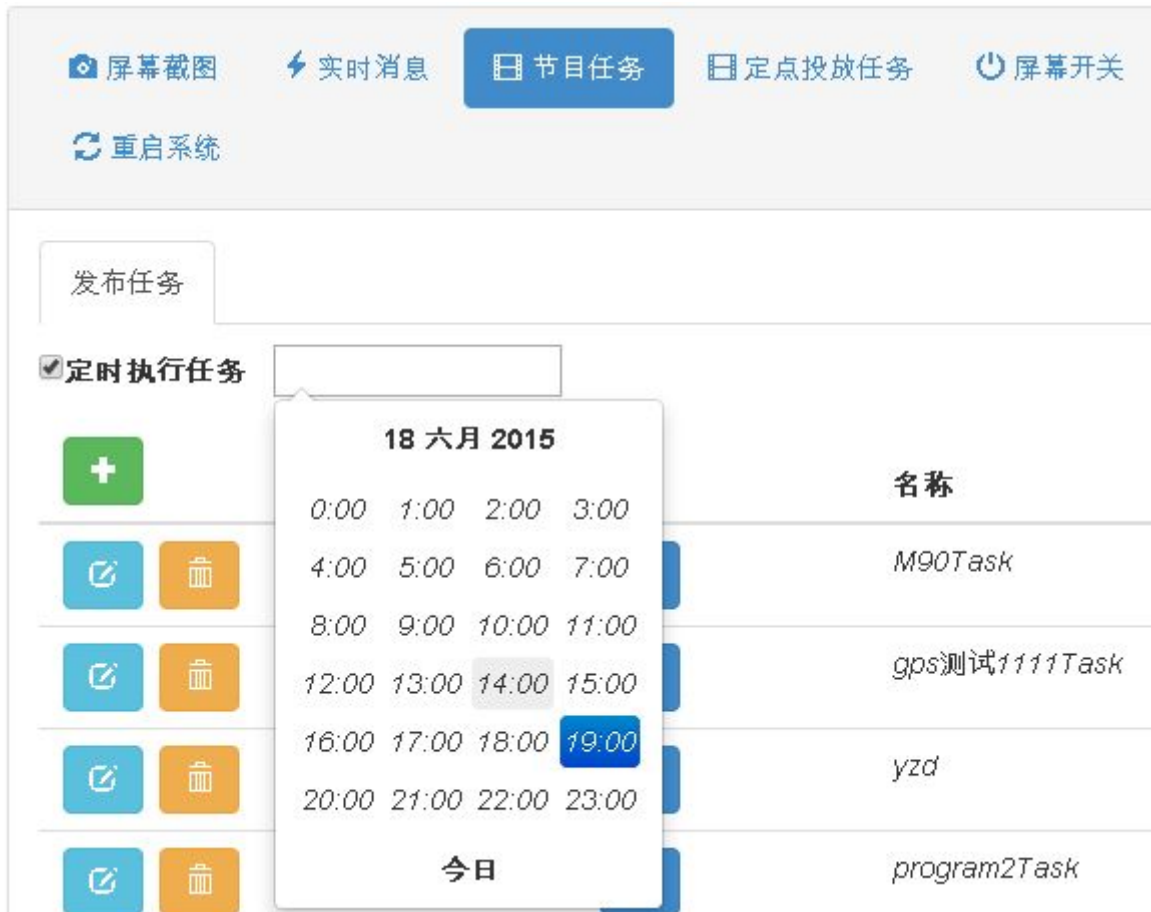 屏幕截图 实时消息 节目任务 定点投放任务 屏幕开关
重启系统
发布任务
定时执行任务
18 六月 2015
名称
0:00 1:00 2:00 3:00
M90Task
4:00 5:00 6:00 7:00
8:00 9:00 10:00 11:00
gps测试1111Task
12:00 13:00 14:00 15:00
16:00 17:00 18:00 19:00
yzd
20:00 21:00 22:00 23:00
今日
program2Task